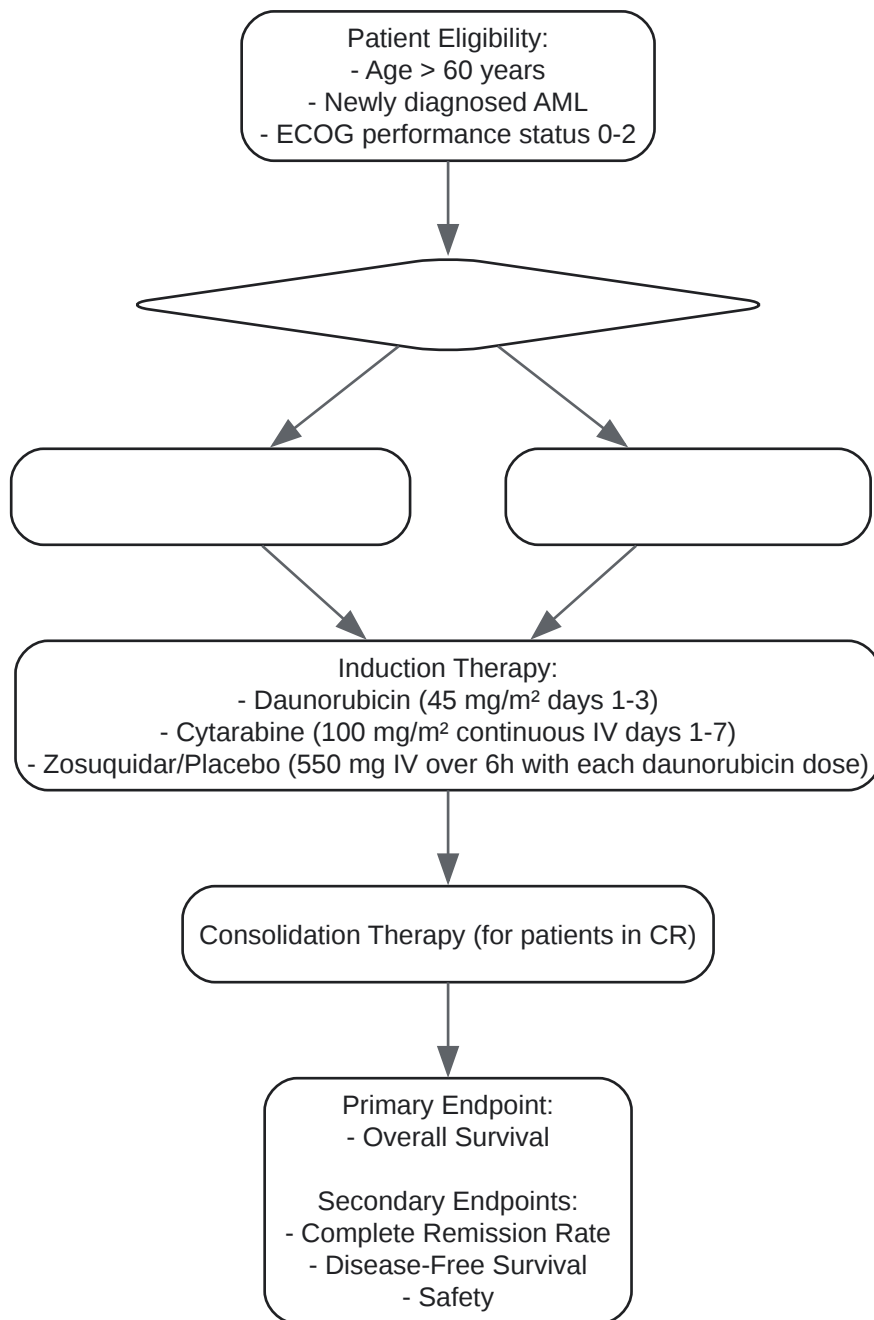 Patient Eligibility:
- Age > 60 years
- Newly diagnosed AML
- ECOG performance status 0-2
Induction Therapy:
- Daunorubicin (45 mg/m² days 1-3)
- Cytarabine (100 mg/m² continuous IV days 1-7)
- Zosuquidar/Placebo (550 mg IV over 6h with each daunorubicin dose)
Consolidation Therapy (for patients in CR)
Primary Endpoint:
- Overall Survival
Secondary Endpoints:
- Complete Remission Rate
- Disease-Free Survival
- Safety